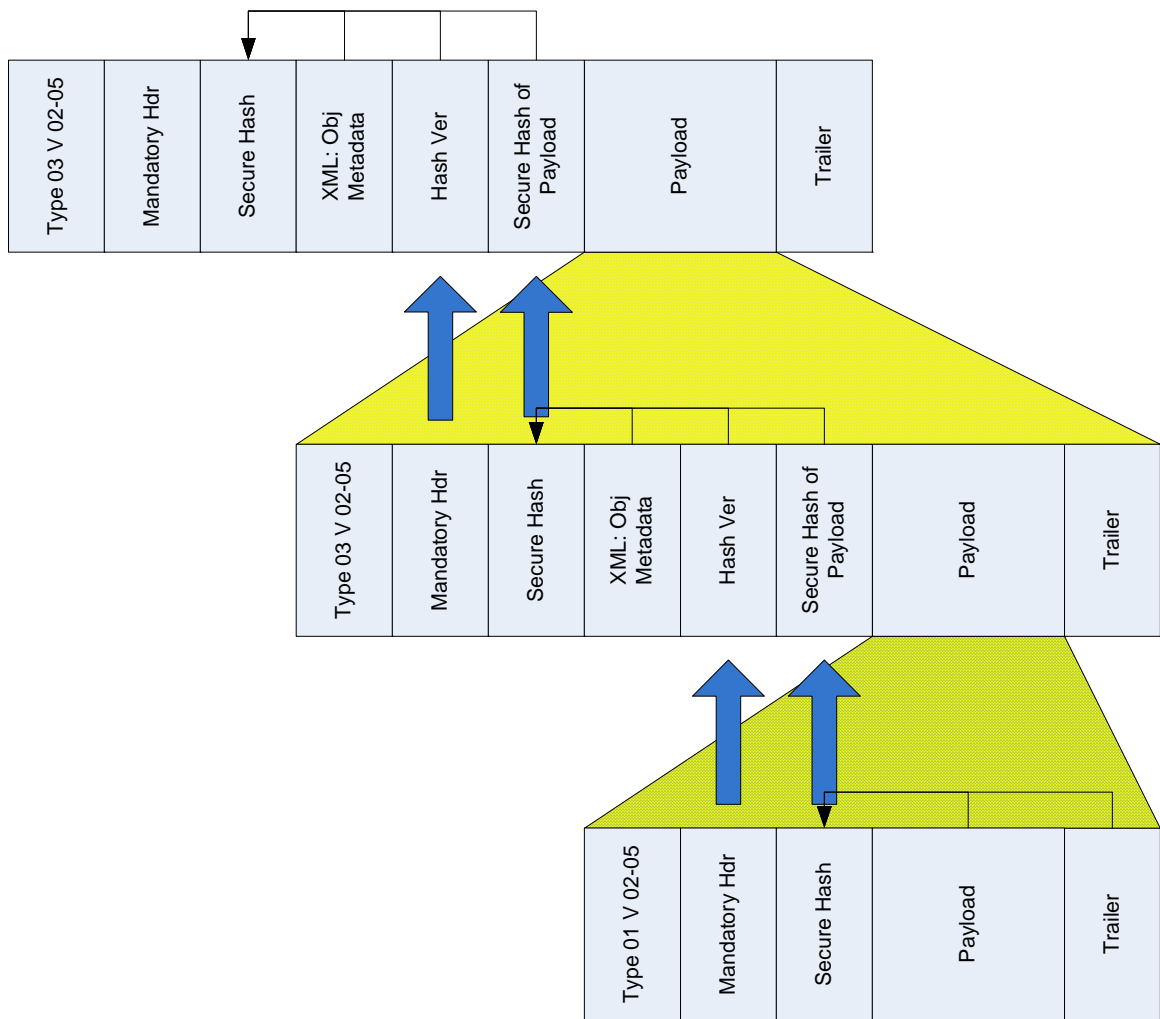 Type 03 V 02-05
Mandatory Hdr
Secure Hash
XML: Obj
Metadata
Hash Ver
Secure Hash of
Payload
Payload
Trailer
Type 03 V 02-05
Mandatory Hdr
Secure Hash
XML: Obj
Metadata
Hash Ver
Secure Hash of
Payload
Payload
Trailer
Type 01 V 02-05
Mandatory Hdr
Secure Hash
Payload
Trailer